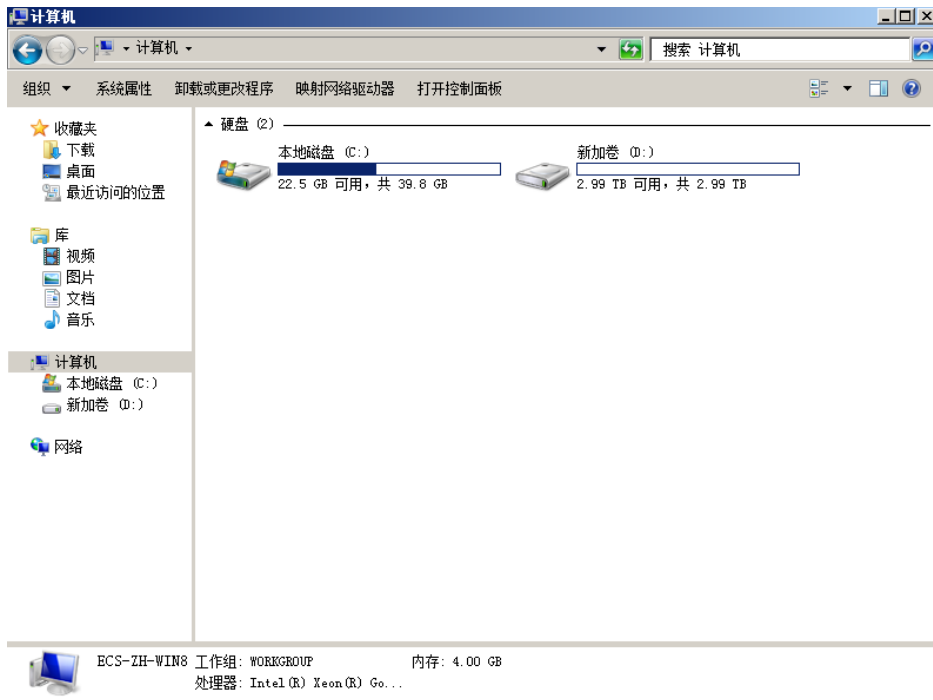 计算机
计算机
搜索 计算机
组织 系统属性 卸载或更改程序 映射网络驱动器 打开控制面板
收藏夹
下载
桌面
最近访问的位置
库
视频
图片
文档
音乐
计算机
本地磁盘 (C:)
新加卷 (D:)
网络
硬盘 (2)
本地磁盘 (C:)
22.5 GB 可用，共 39.8 GB
新加卷 (D:)
2.99 TB 可用，共 2.99 TB
ECS-ZH-WIN8 工作组: WORKGROUP 内存: 4.00 GB
处理器: Intel(R) Xeon(R) Go...